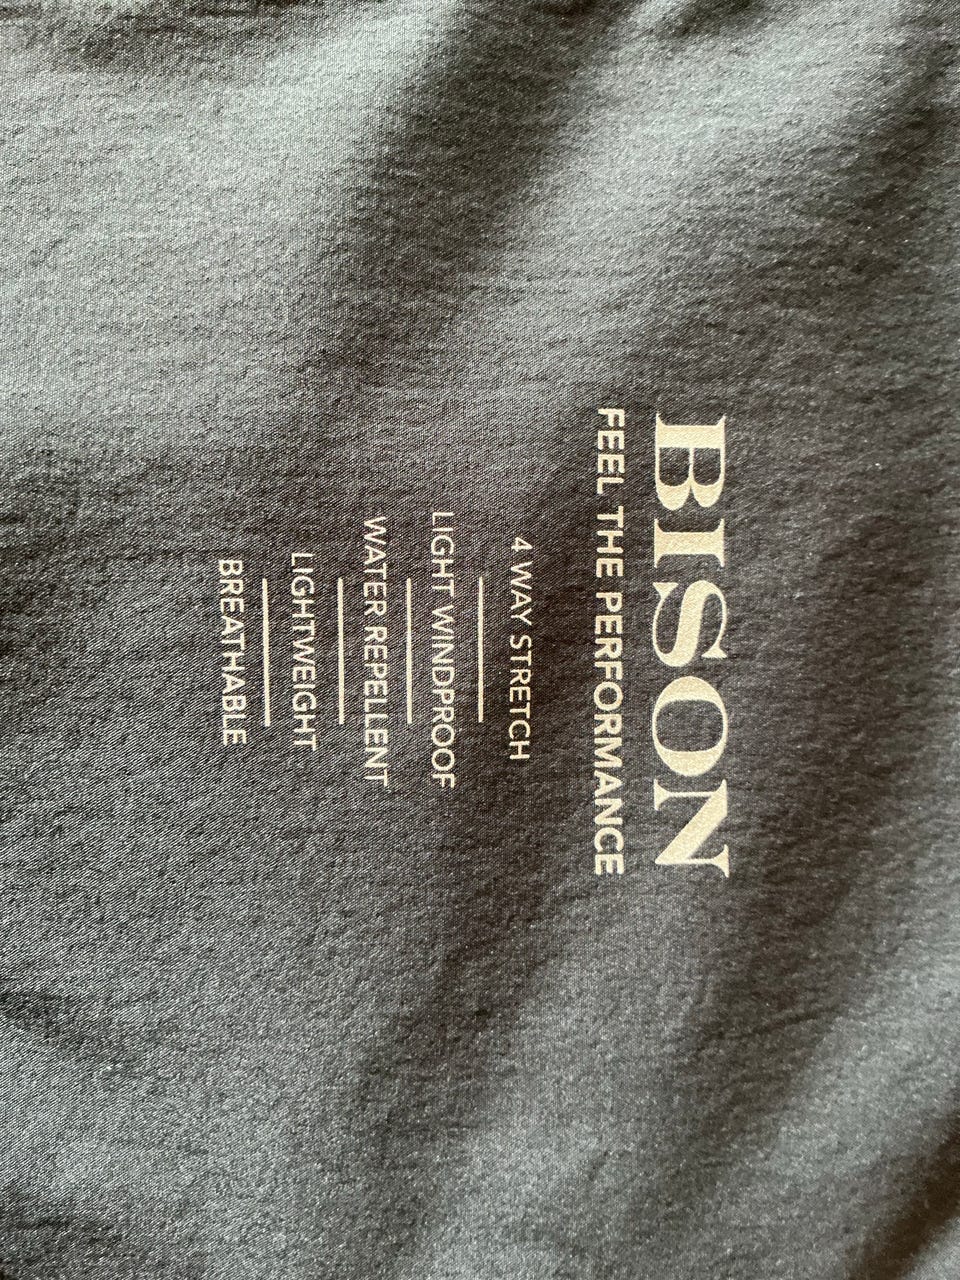 BISON
FEEL THE PERFORMANCE
4 WAY STRETCH
LIGHT WINDPROOF
WATER REPELLENT
LIGHTWEIGHT
BREATHABLE